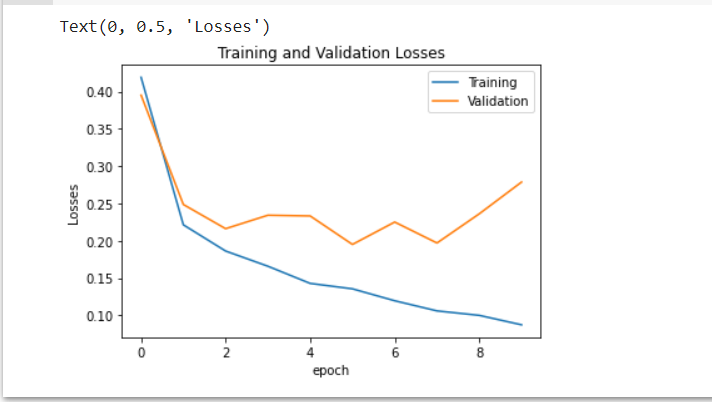 Text(0, 0.5, 'Losses')
Training and Validation Losses
Training
Validation
0.40
0.35
0.30
0.25
0.20
0.15
0.10
Losses
0 2 4 6 8
epoch